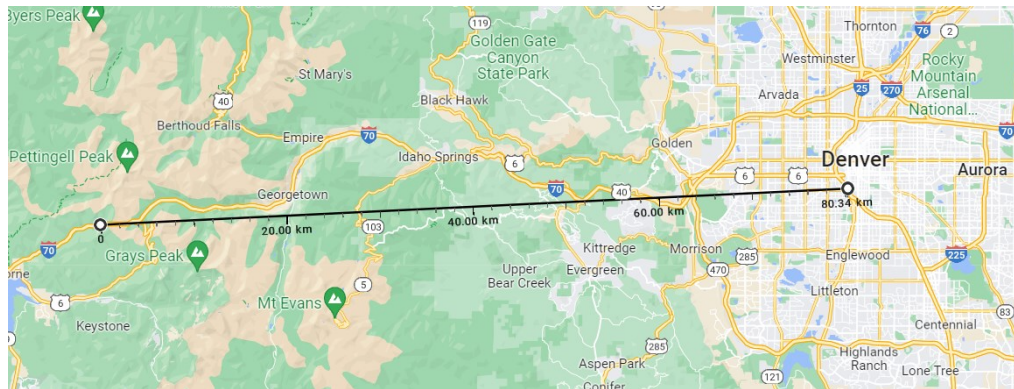 Byers Peak
119
Thornton
76
2
Golden Gate
Canyon
State Park
Westminster
Rocky
Mountain
Arsenal
National...
St Mary's
25
270
Arvada
40
Black Hawk
Berthoud Falls
Empire
70
70
Golden
Pettingell Peak
Idaho Springs
6
Denver
Aurora
6
6
70
40
Georgetown
0
20.00 km
40.00 km
60.00 km
80.34 km
103
70
Grays Peak
Kittredge
Morrison
285
Englewood
225
Upper
Bear Creek
Evergreen
470
orne
5
6
Mt Evans
Littleton
Keystone
83
Centennial
285
Highlands
Ranch
Aspen Park
121
Lone Tree
Conifer